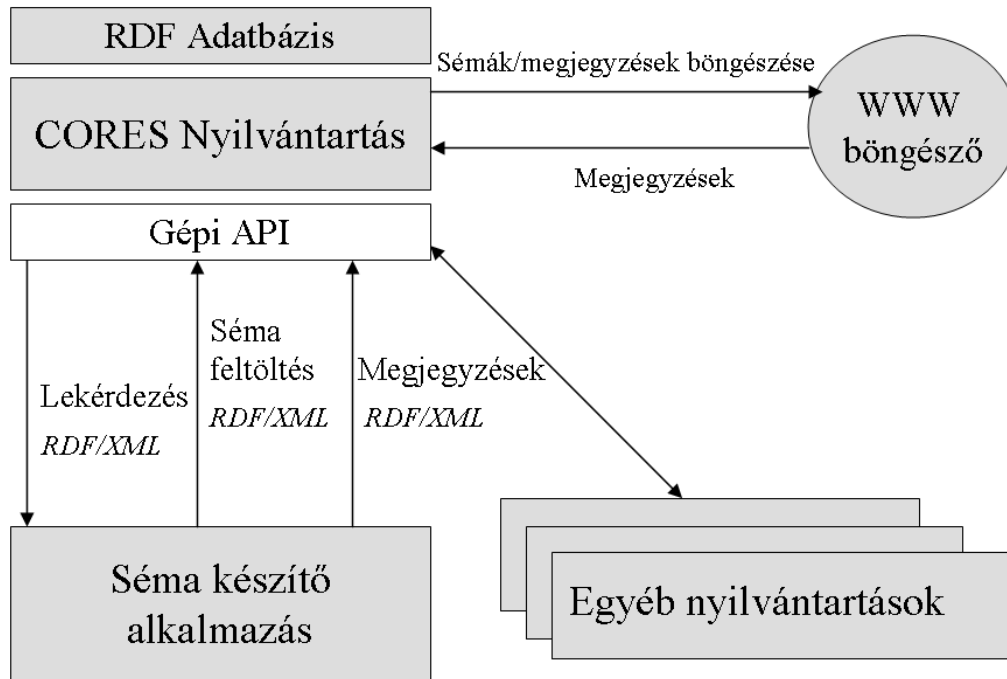 RDF Adatbázis
CORES Nyilvántartás
Sémák/megjegyzések böngészése
WWW
böngésző
Megjegyzések
Gépi API
Lekérdezés
RDF/XML
Séma
feltöltés
RDF/XML
Megjegyzések
RDF/XML
Séma készítő
alkalmazás
Egyéb nyilvántartások